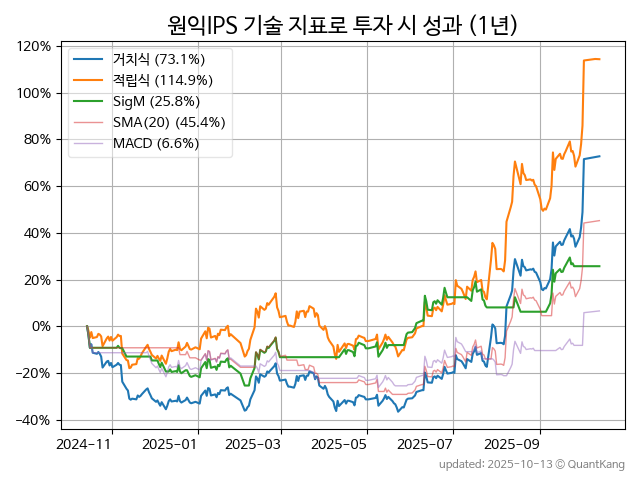 원익IPS 기술 지표로 투자 시 성과 (1년)
120%
100%
80%
60%
40%
20%
0%
−20%
−40%
거치식 (73.1%)
적립식 (114.9%)
SigM (25.8%)
SMA(20) (45.4%)
MACD (6.6%)
2024-11
2025-01
2025-03
2025-05
2025-07
2025-09
updated: 2025-10-13 ⓒ QuantKang